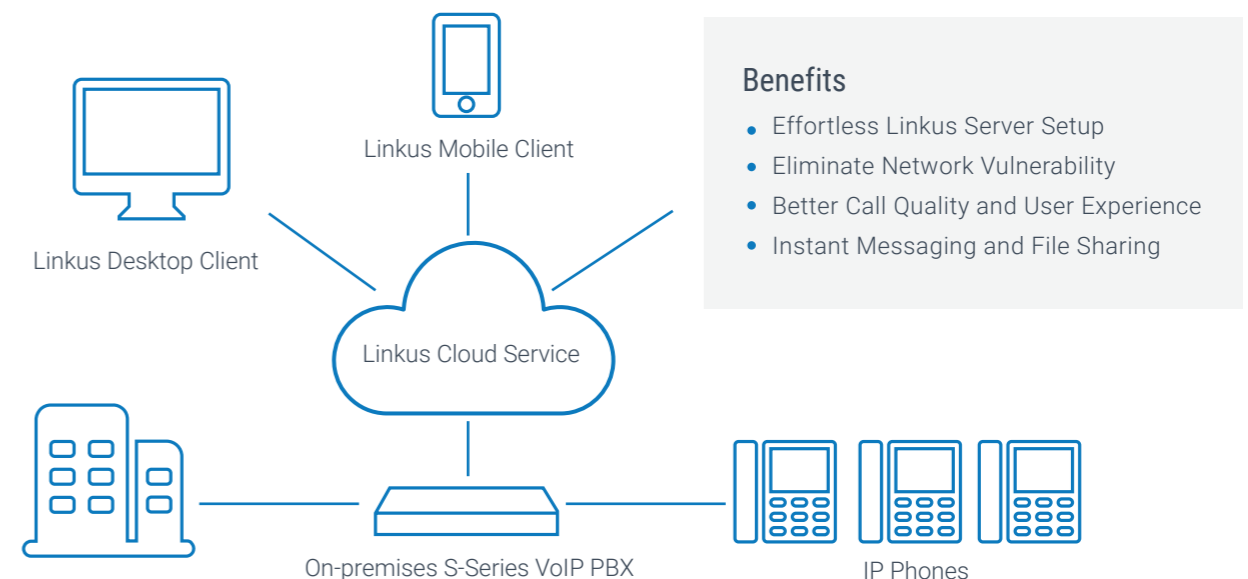 Linkus Mobile Client
Linkus Desktop Client
Benefits
Effortless Linkus Server Setup
Eliminate Network Vulnerability
Better Call Quality and User Experience
Instant Messaging and File Sharing
Linkus Cloud Service
On-premises S-Series VoIP PBX
IP Phones